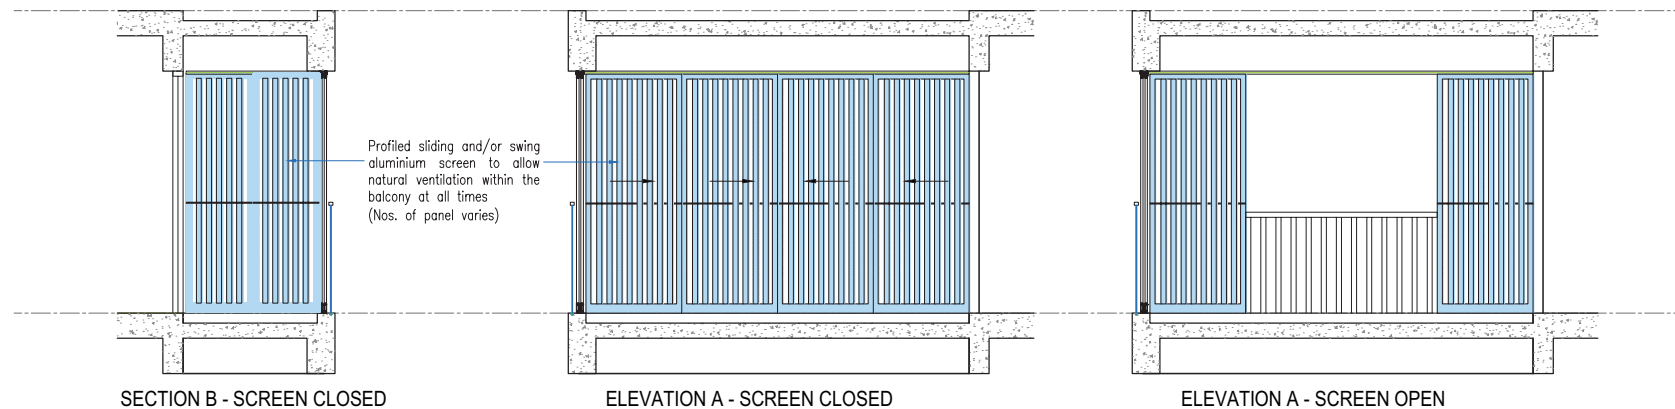 Profiled sliding and/or swing
aluminium screen to allow
natural ventilation within the
balcony at all times
(Nos. of panel varies)
SECTION B - SCREEN CLOSED
ELEVATION A - SCREEN CLOSED
ELEVATION A - SCREEN OPEN